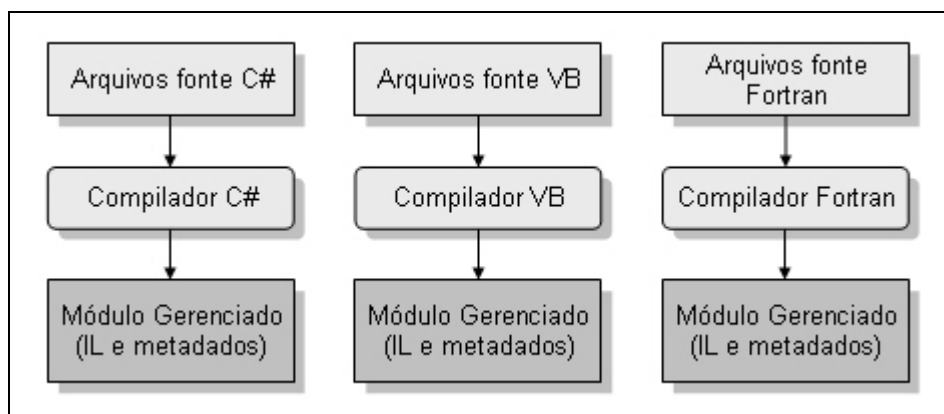 Arquivos fonte C#
Arquivos fonte VB
Arquivos fonte
Fortran
Compilador C#
Compilador VB
Compilador Fortran
Módulo Gerenciado
(IL e metadados)
Módulo Gerenciado
(IL e metadados)
Módulo Gerenciado
(IL e metadados)